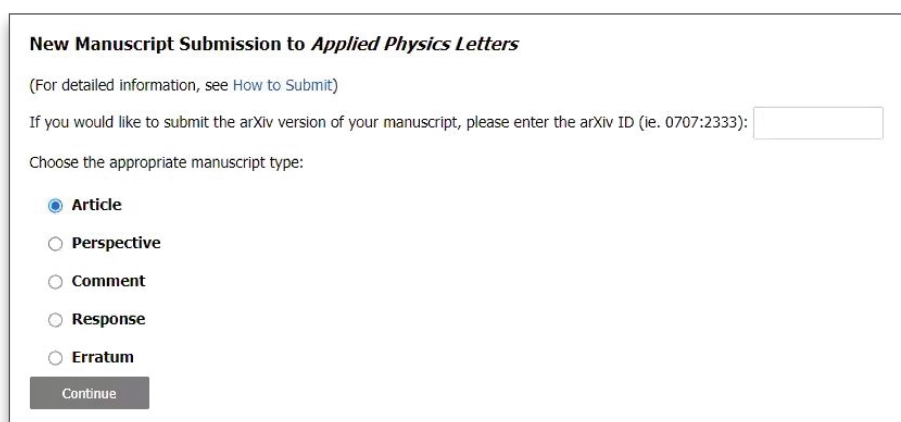 New Manuscript Submission to Applied Physics Letters
(For detailed information, see How to Submit)
If you would like to submit the arXiv version of your manuscript, please enter the arXiv ID (ie. 0707:2333):
Choose the appropriate manuscript type:
Article
Perspective
Comment
Response
Erratum
Continue